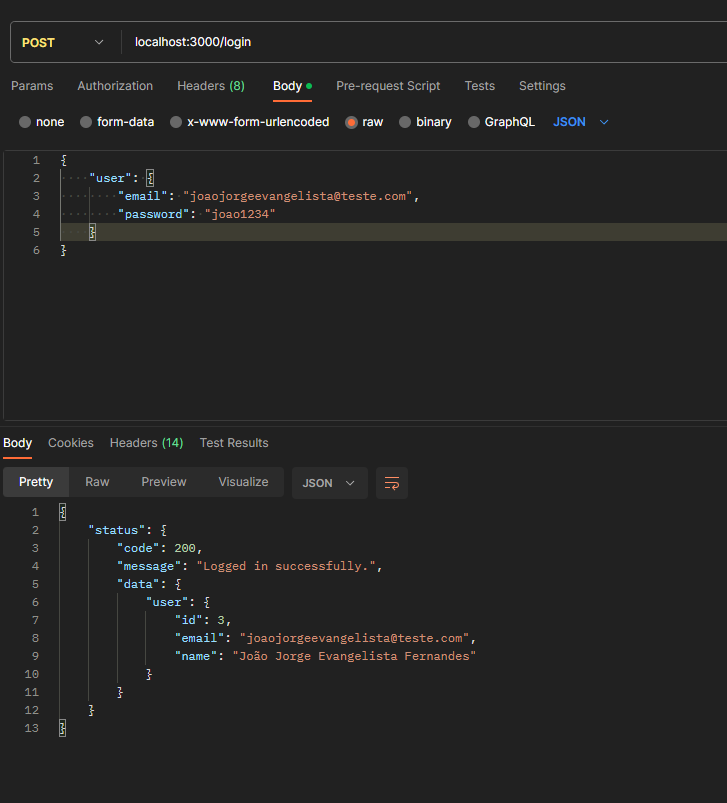 POST localhost:3000/login
Params Authorization Headers (8) Body Pre-request Script Tests Settings
none form-data x-www-form-urlencoded raw binary GraphQL JSON
1 {
2 "user": {
3 "email": "joaojorgeevangelista@teste.com",
4 "password": "joao1234"
5 }
6 }
Body Cookies Headers (14) Test Results
Pretty Raw Preview Visualize JSON
1 {
2 "status": {
3 "code": 200,
4 "message": "Logged in successfully.",
5 "data": {
6 "user": {
7 "id": 3,
8 "email": "joaojorgeevangelista@teste.com",
9 "name": "João Jorge Evangelista Fernandes"
10 }
11 }
12 }
13 }